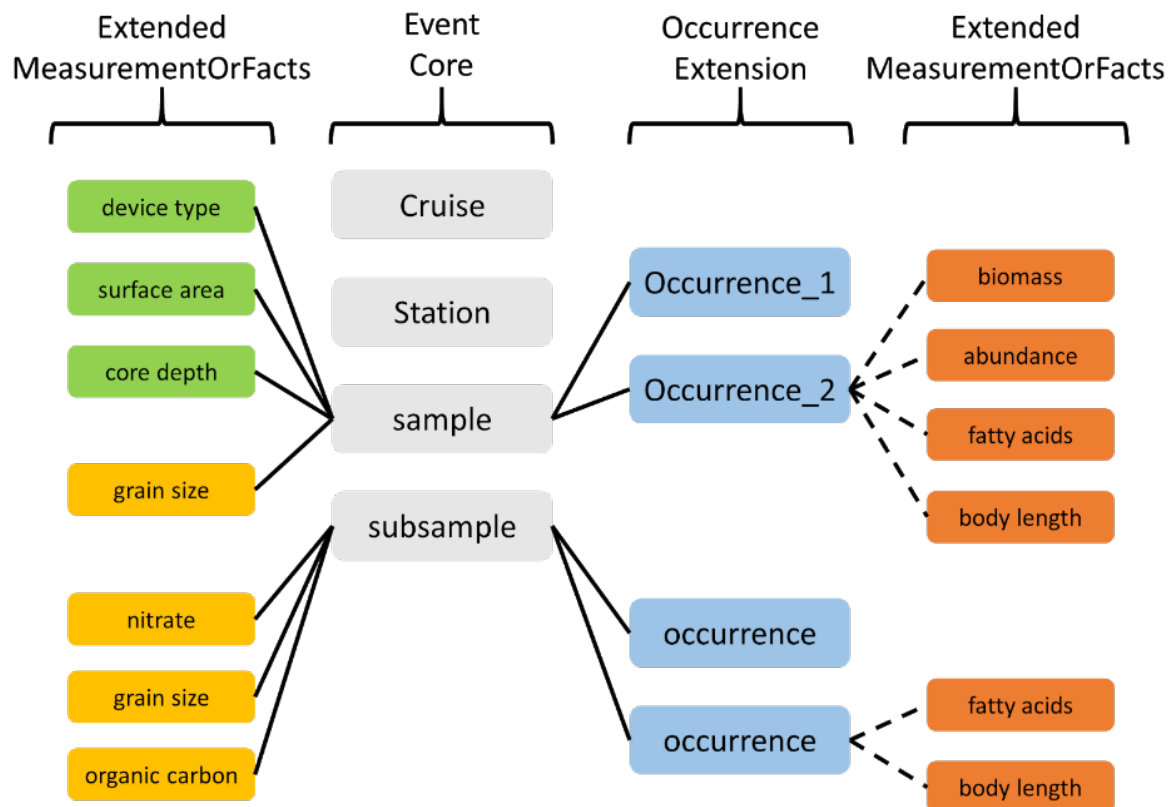 Extended
MeasurementOrFacts
Event
Core
Occurrence
Extension
Extended
MeasurementOrFacts
device type
surface area
core depth
grain size
nitrate
grain size
organic carbon
Cruise
Station
sample
subsample
Occurrence_1
Occurrence_2
occurrence
occurrence
biomass
abundance
fatty acids
body length
fatty acids
body length